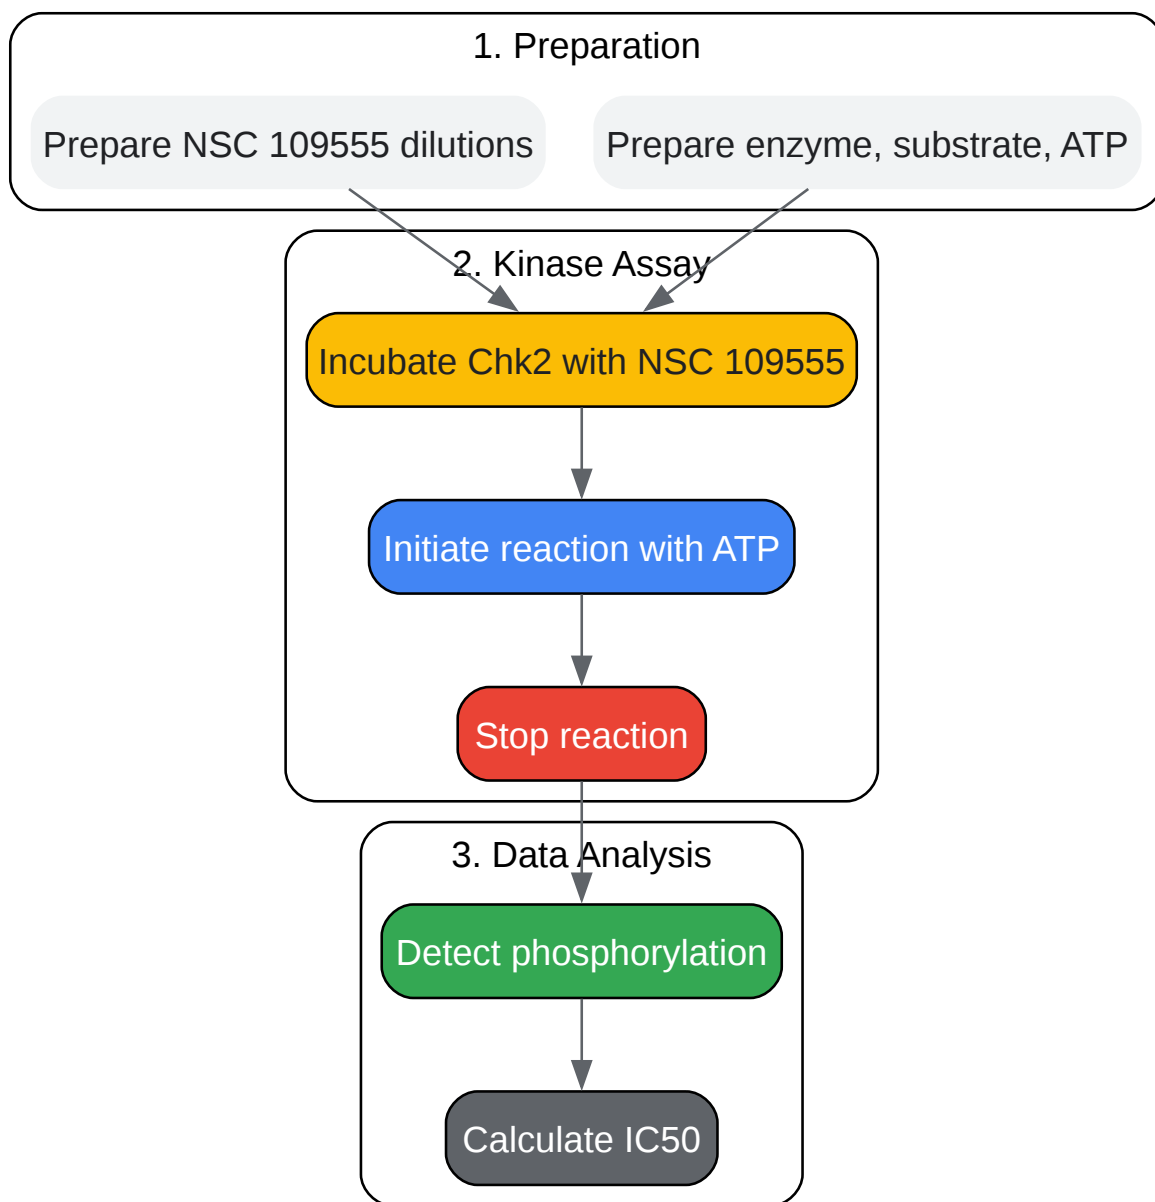 1. Preparation
Prepare NSC 109555 dilutions
Prepare enzyme, substrate, ATP
2. Kinase Assay
Incubate Chk2 with NSC 109555
Initiate reaction with ATP
Stop reaction
3. Data Analysis
Detect phosphorylation
Calculate IC50